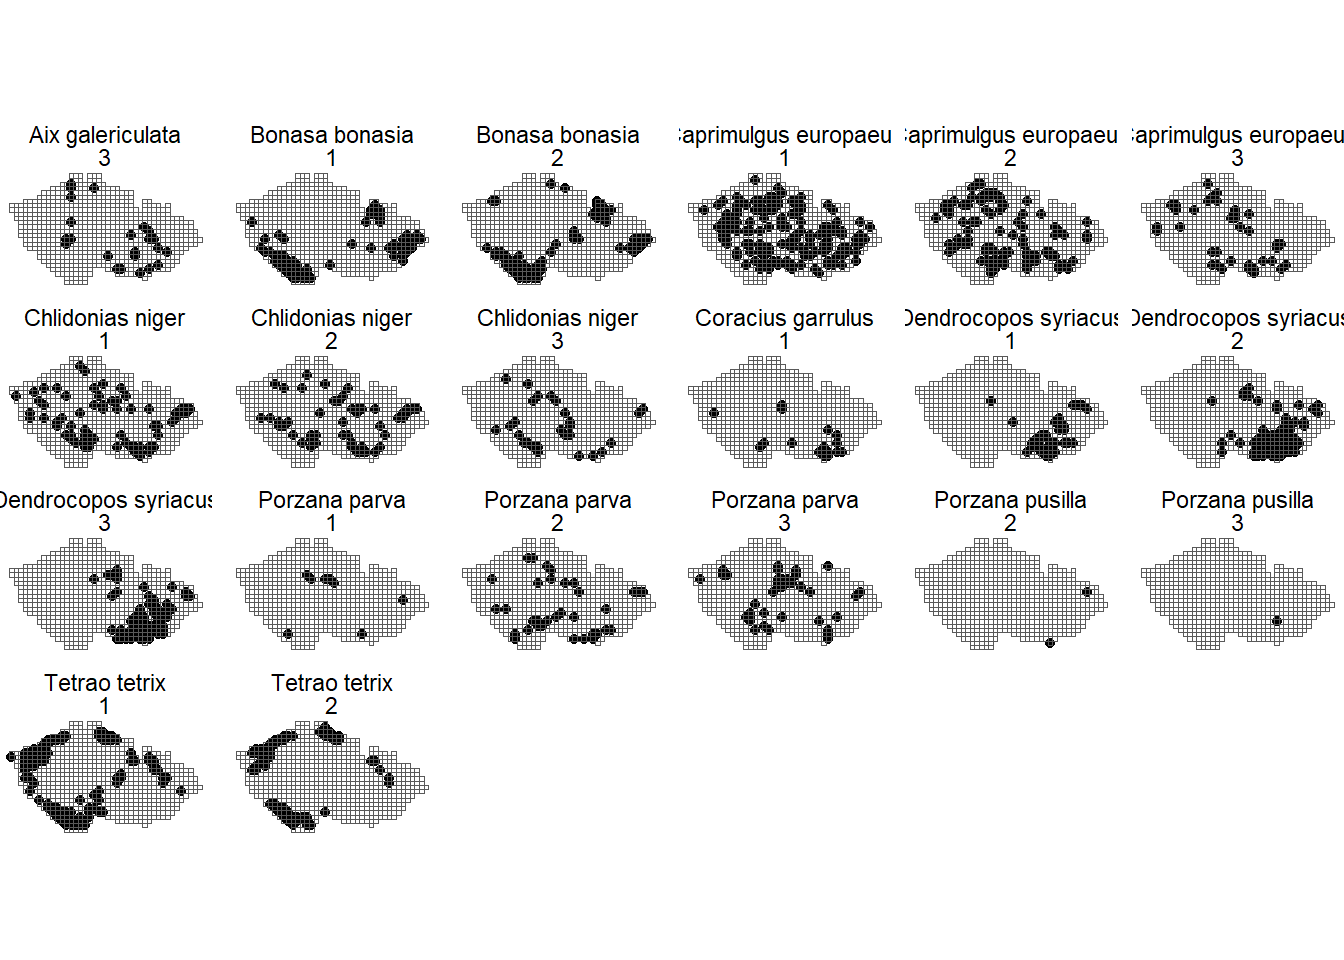 Aix galericulata
3
Bonasa bonasia
1
Bonasa bonasia
2
Caprimulgus europaeu
1
Caprimulgus europaeu
2
Caprimulgus europaeu
3
Chlidonias niger
1
Chlidonias niger
2
Chlidonias niger
3
Coracius garrulus
1
Dendrocopos syriacus
1
Dendrocopos syriacus
2
Dendrocopos syriacus
3
Porzana parva
1
Porzana parva
2
Porzana parva
3
Porzana pusilla
2
Porzana pusilla
3
Tetrao tetrix
1
Tetrao tetrix
2